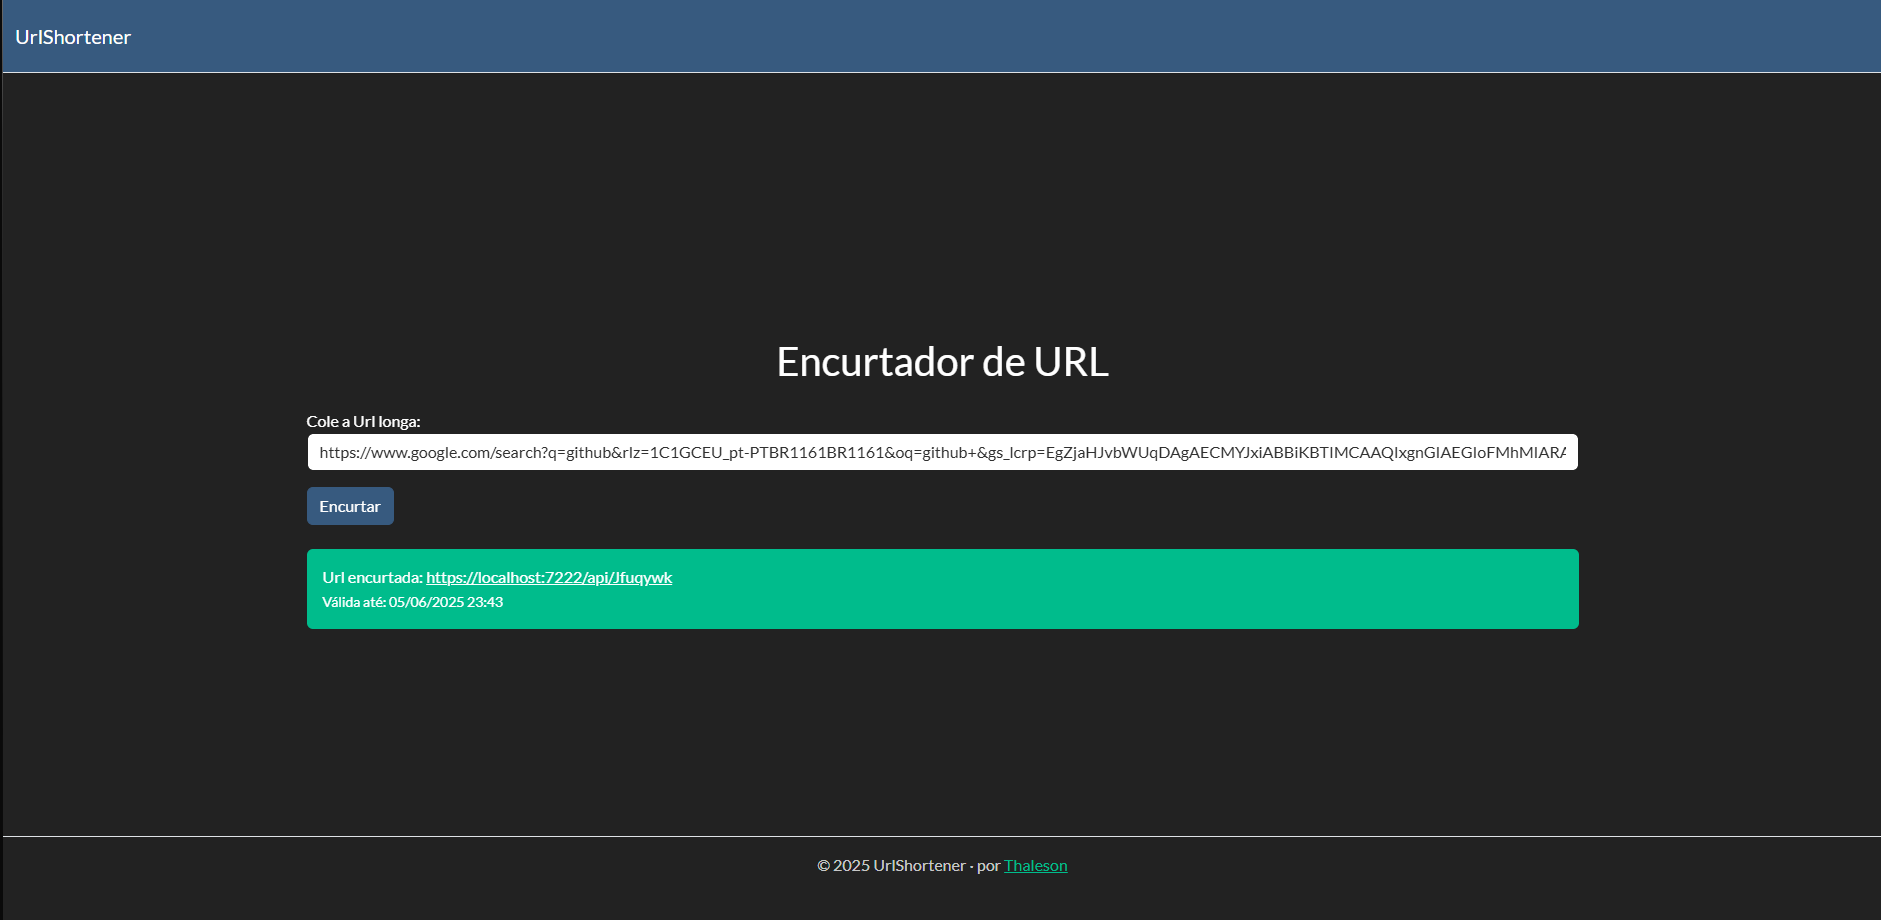 UrlShortener
Encurtador de URL
Cole a Url longa:
https://www.google.com/search?q=github&rlz=1C1GCEU_pt-PTBR1161BR1161&oq=github+&gs_lcrp=EgZjaHJvbWUqDAgAECMYJxiABBiKBTIMCAAQIxgnGIAEGIoFMhMIARA
Encurtar
Url encurtada: https://localhost:7222/api/Jfuqywk
Válida até: 05/06/2025 23:43
© 2025 UrlShortener · por Thaleson